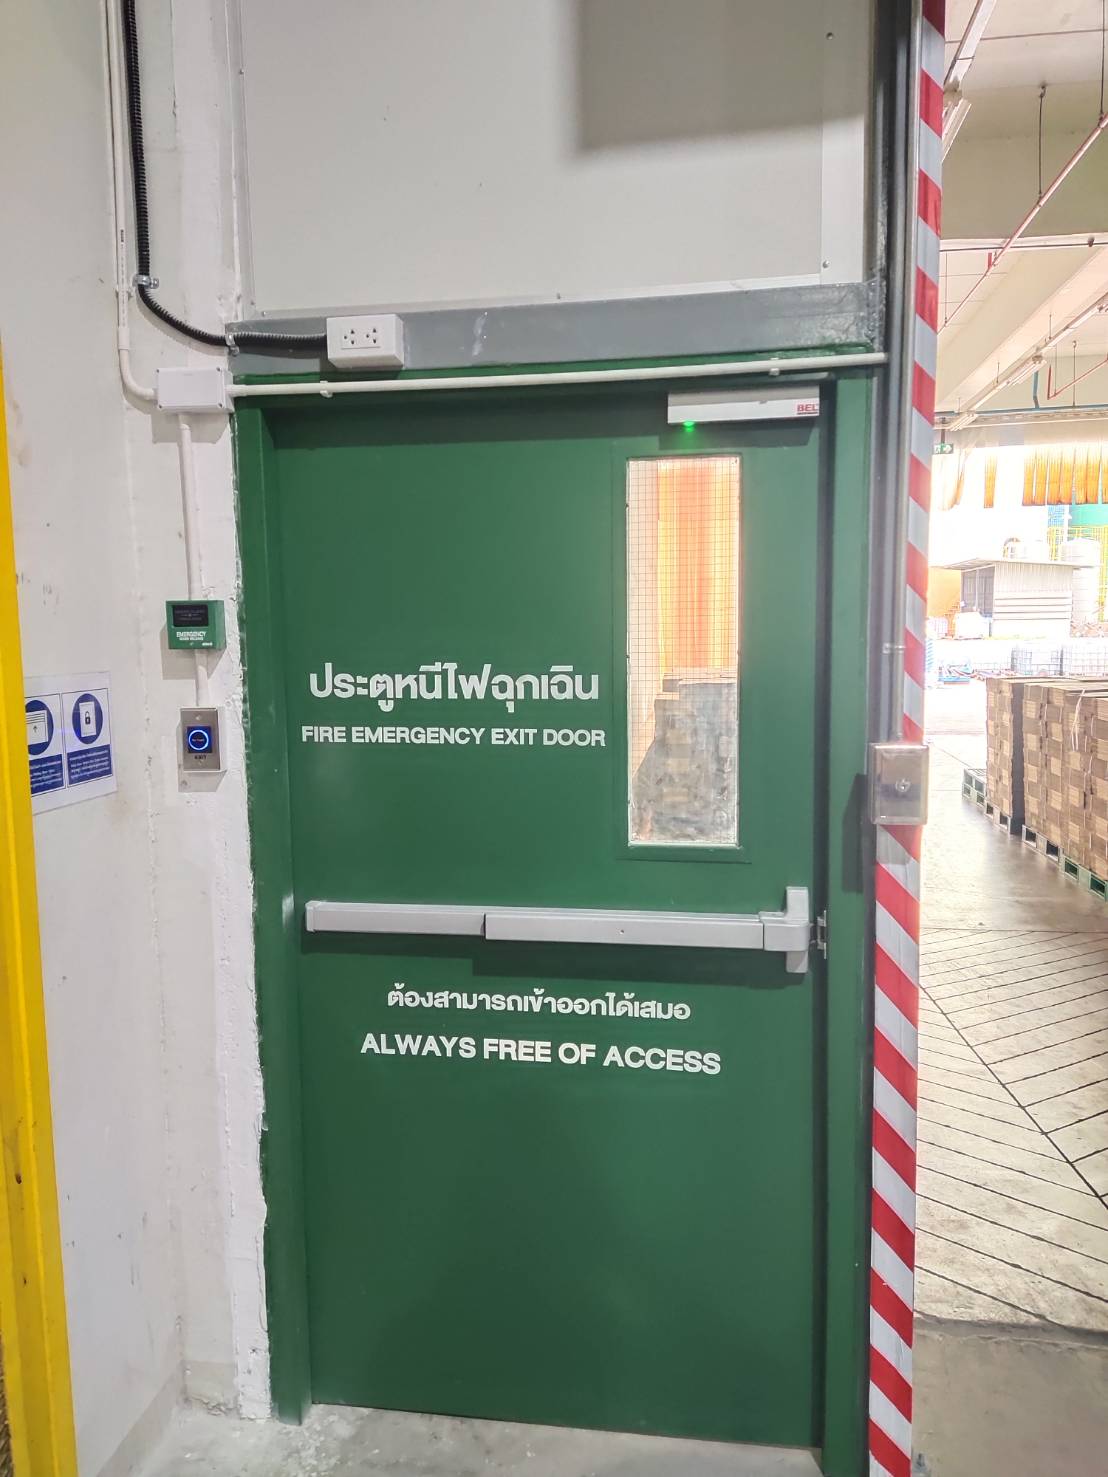 BEL
EMERGENCY
EXIT
ประตูหนีไฟฉุกเฉิน
FIRE EMERGENCY EXIT DOOR
ต้องสามารถเข้าออกได้เสมอ
ALWAYS FREE OF ACCESS